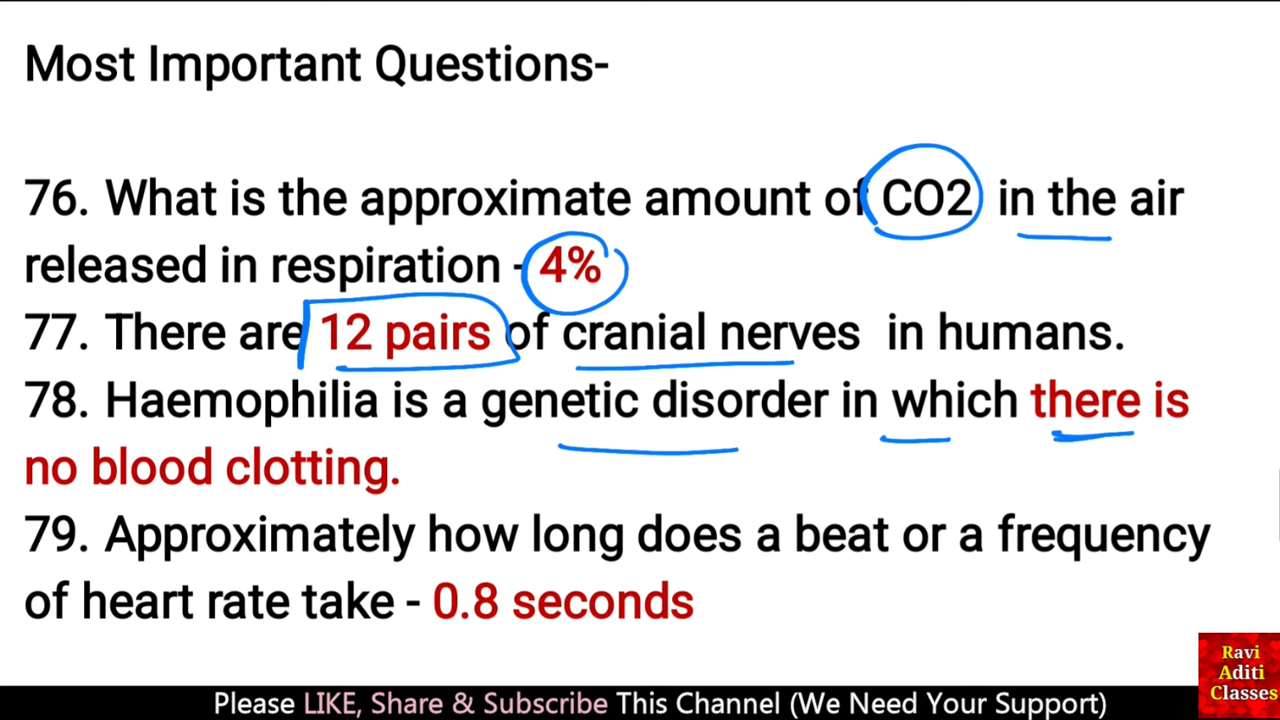 Most Important Questions-
76. What is the approximate amount of CO2 in the air
released in respiration - 4%
77. There are 12 pairs of cranial nerves in humans.
78. Haemophilia is a genetic disorder in which there is
no blood clotting.
79. Approximately how long does a beat or a frequency
of heart rate take - 0.8 seconds
Ravi
Aditi
Classes
Please LIKE, Share & Subscribe This Channel (We Need Your Support)